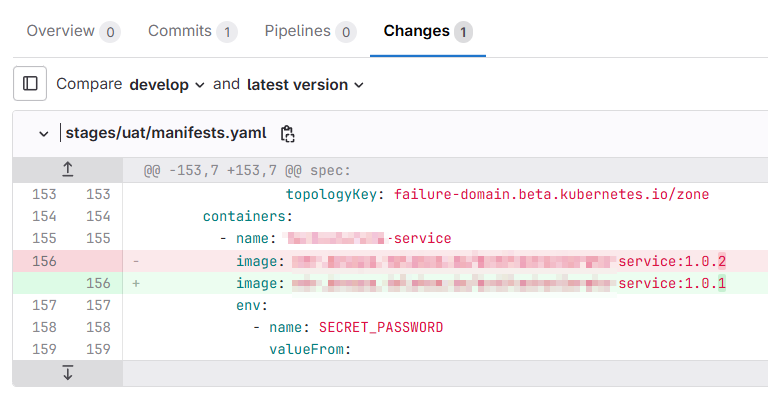 Overview 0 Commits 1 Pipelines 0 Changes 1
Compare develop and latest version
stages/uat/manifests.yaml
@@ -153,7 +153,7 @@ spec:
153 153 topologyKey: failure-domain.beta.kubernetes.io/zone
154 154 containers:
155 155 - name: -service
156 - image: service:1.0.2
156 + image: service:1.0.1
157 157 env:
158 158 - name: SECRET_PASSWORD
159 159 valueFrom: